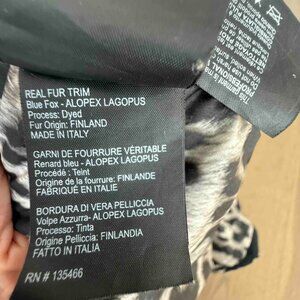 REAL FUR TRIM
Blue Fox - ALOPEX LAGOPUS
Process: Dyed
Fur Origin: FINLAND
MADE IN ITALY
GARNI DE FOURRURE VÉRITABLE
Renard bleu - ALOPEX LAGOPUS
Procédé : Teint
Origine de la fourrure: FINLANDE
FABRIQUÉ EN ITALIE
BORDURA DI VERA PELLICCIA
Volpe Azzurra- ALOPEX LAGOPUS
Processo: Tinta
Origine Pelliccia: FINLANDIA
FATTO IN ITALIA
RN # 135466